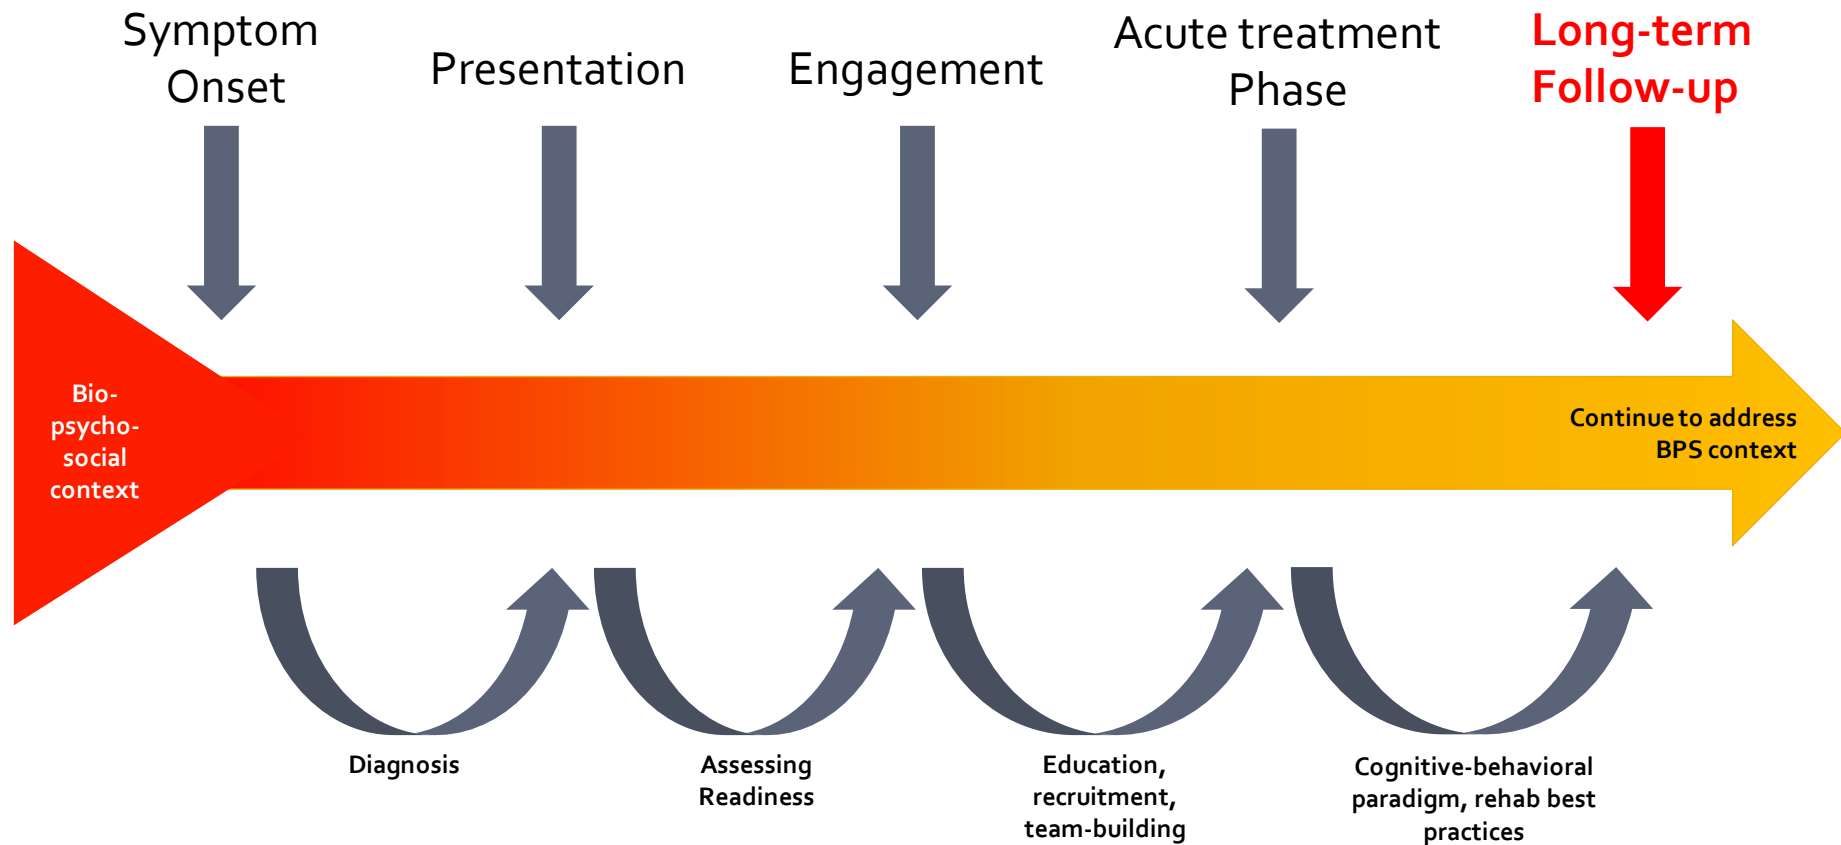 Symptom
Onset
Presentation
Engagement
Acute treatment
Phase
Long-term
Follow-up
Bio-
psycho-
social
context
Continue to address
BPS context
Diagnosis
Assessing
Readiness
Education,
recruitment,
team-building
Cognitive-behavioral
paradigm, rehab best
practices